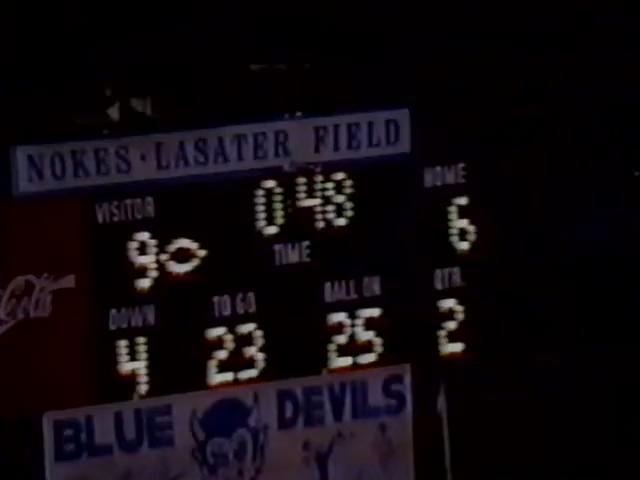 NOKES·LASATER FIELD
VISITOR
0:48
HOME
9
TIME
6
DOWN
TO GO
BALL ON
QTR.
4
23
25
2
Cola
BLUE DEVILS